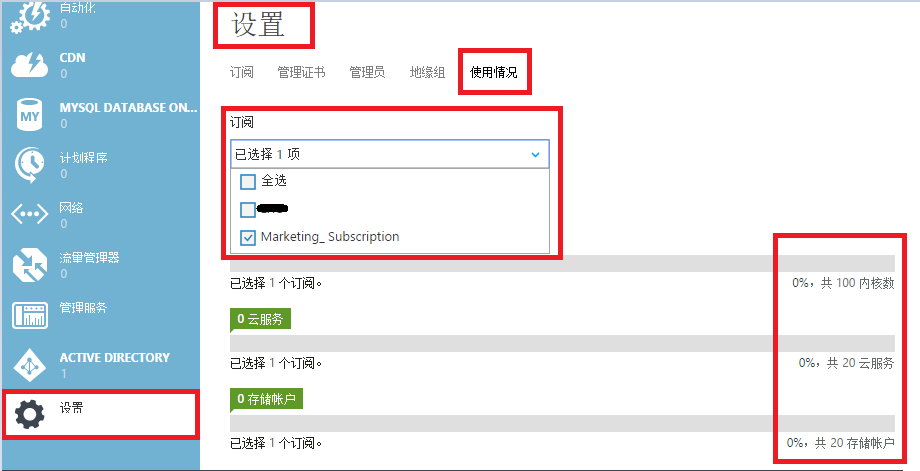 自动化
0
CDN
0
MYSQL DATABASE ON...
0
MY
计划程序
0
网络
0
流量管理器
0
管理服务
ACTIVE DIRECTORY
1
设置
设置
订阅 管理证书 管理员 地缘组 使用情况
订阅
已选择 1 项
全选
Marketing_ Subscription
已选择 1 个订阅。 0%，共 100 内核数
0 云服务
已选择 1 个订阅。 0%，共 20 云服务
0 存储帐户
已选择 1 个订阅。 0%，共 20 存储帐户